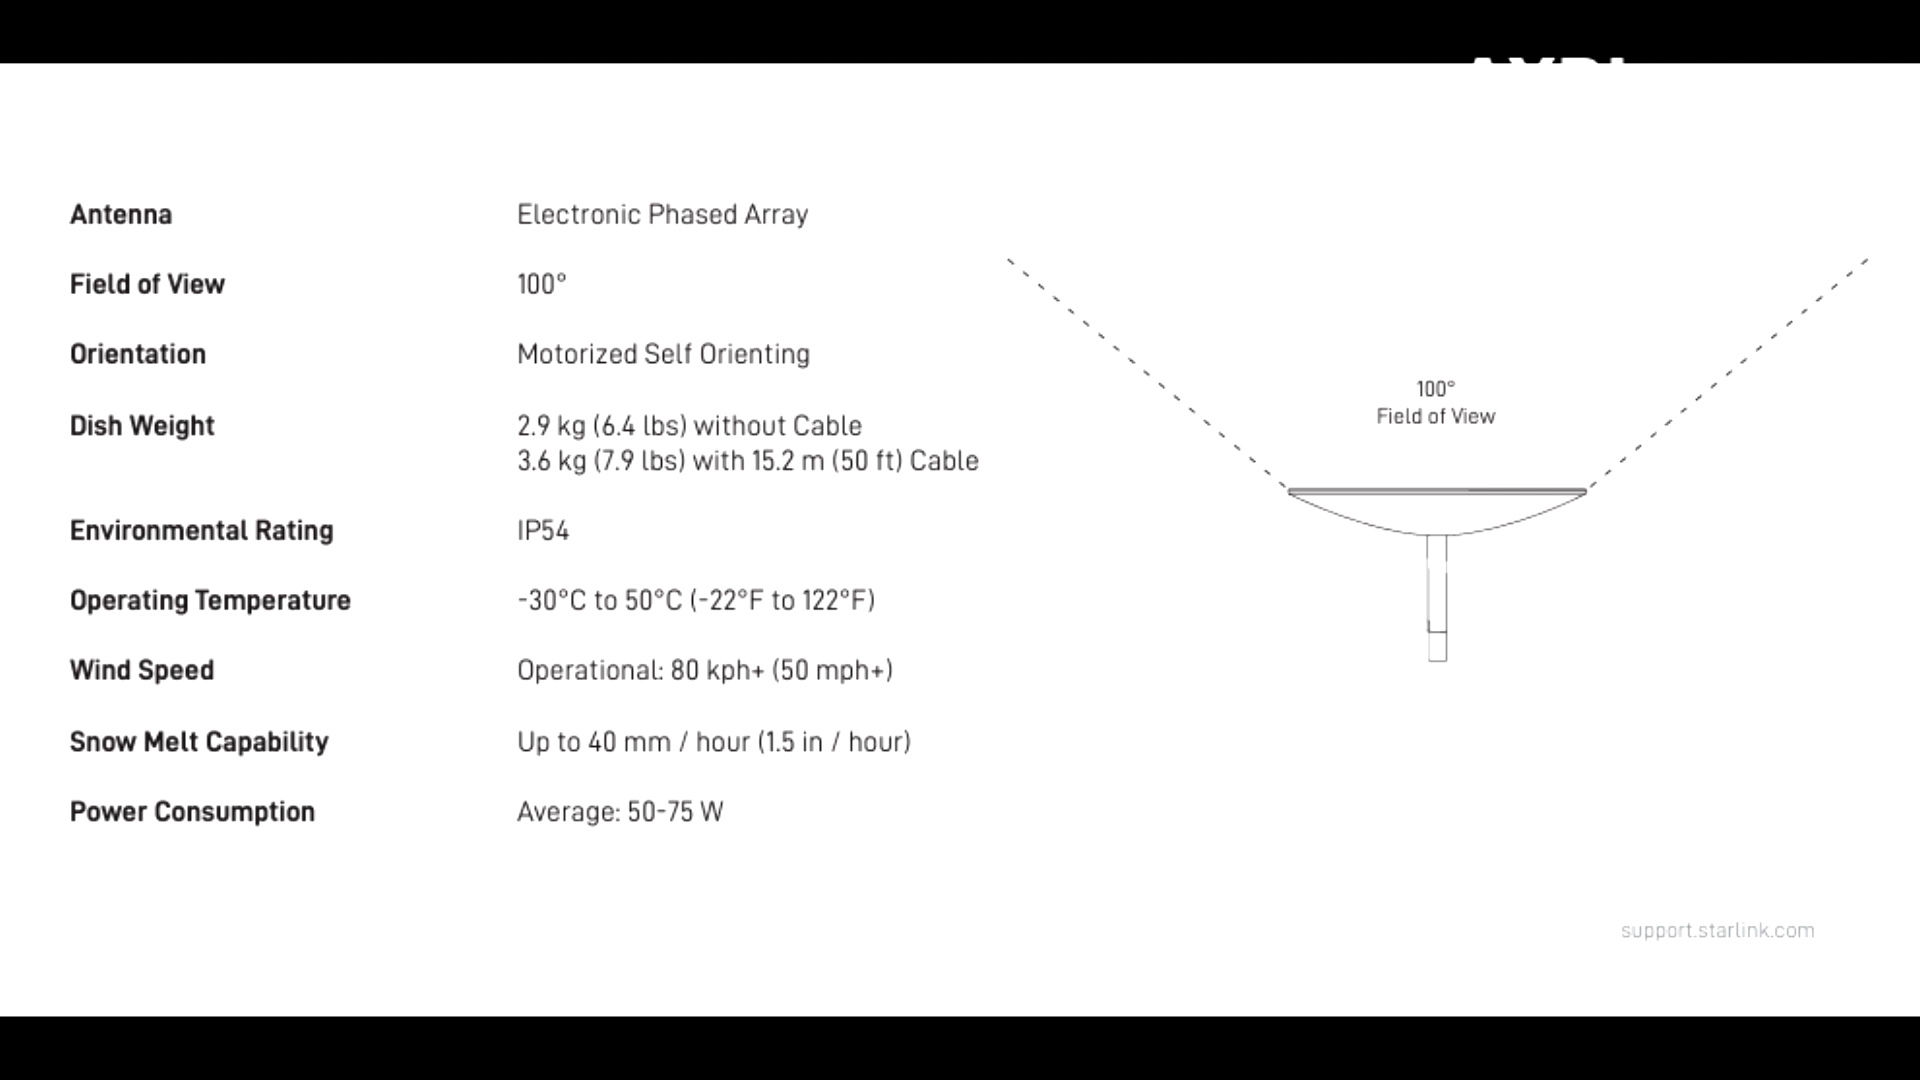 Antenna Electronic Phased Array
Field of View 100°
Orientation Motorized Self Orienting
Dish Weight 2.9 kg (6.4 lbs) without Cable
3.6 kg (7.9 lbs) with 15.2 m (50 ft) Cable
Environmental Rating IP54
Operating Temperature -30°C to 50°C (-22°F to 122°F)
Wind Speed Operational: 80 kph+ (50 mph+)
Snow Melt Capability Up to 40 mm / hour (1.5 in / hour)
Power Consumption Average: 50-75 W
100°
Field of View
support.starlink.com